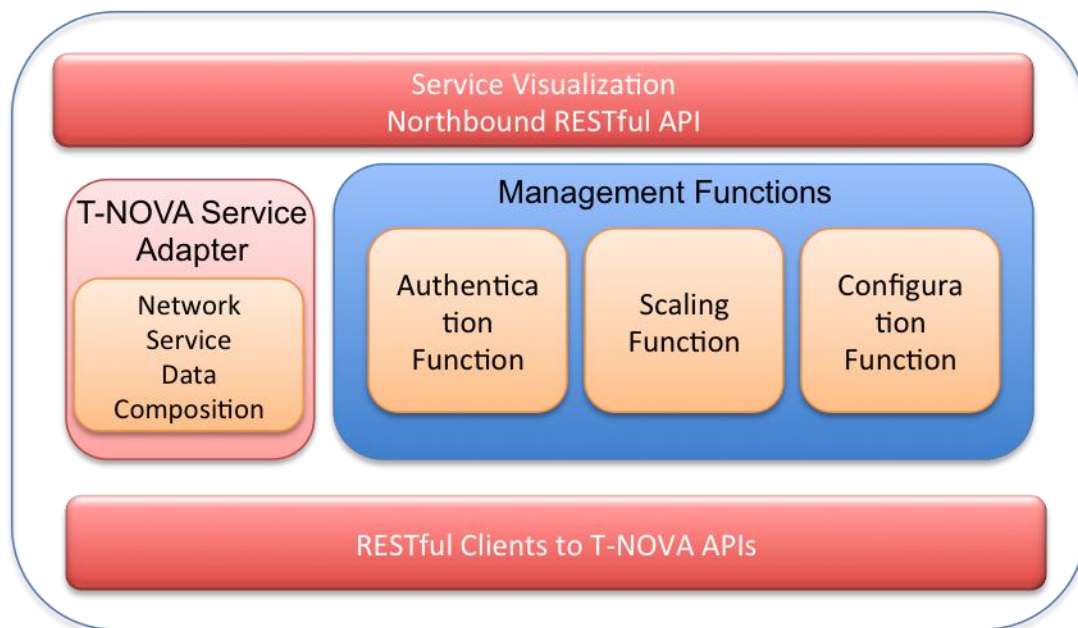 Service Visualization
Northbound RESTful API
T-NOVA Service
Adapter
Network
Service
Data
Composition
Management Functions
Authentica
tion
Function
Scaling
Function
Configura
tion
Function
RESTful Clients to T-NOVA APIs